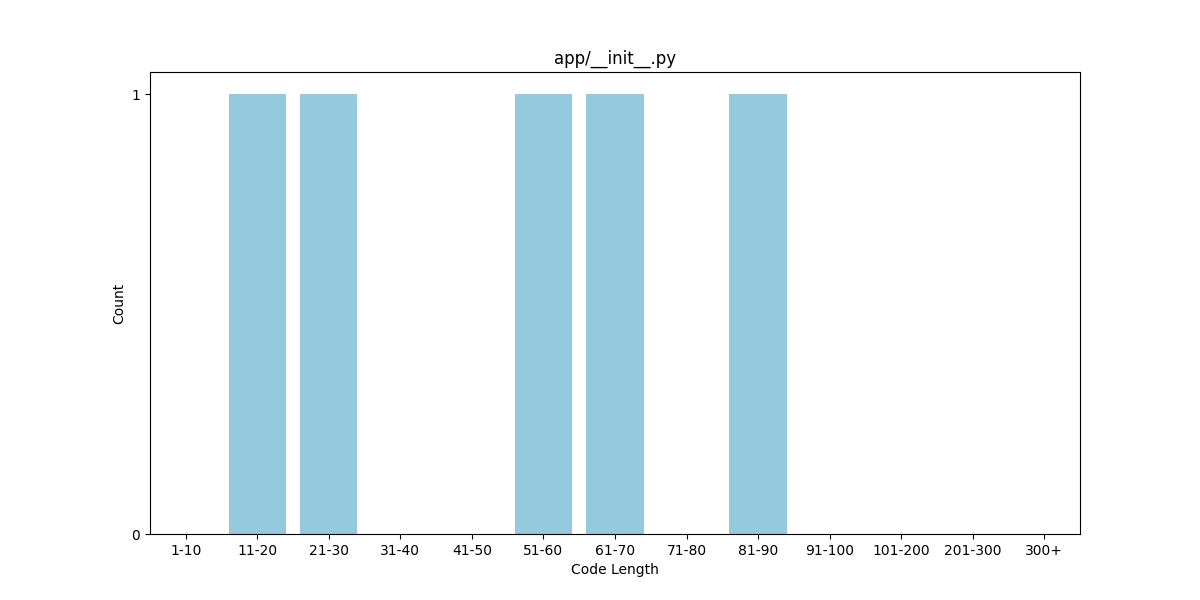 app/__init__.py
Count
1
0
1-10 11-20 21-30 31-40 41-50 51-60 61-70 71-80 81-90 91-100 101-200 201-300 300+
Code Length